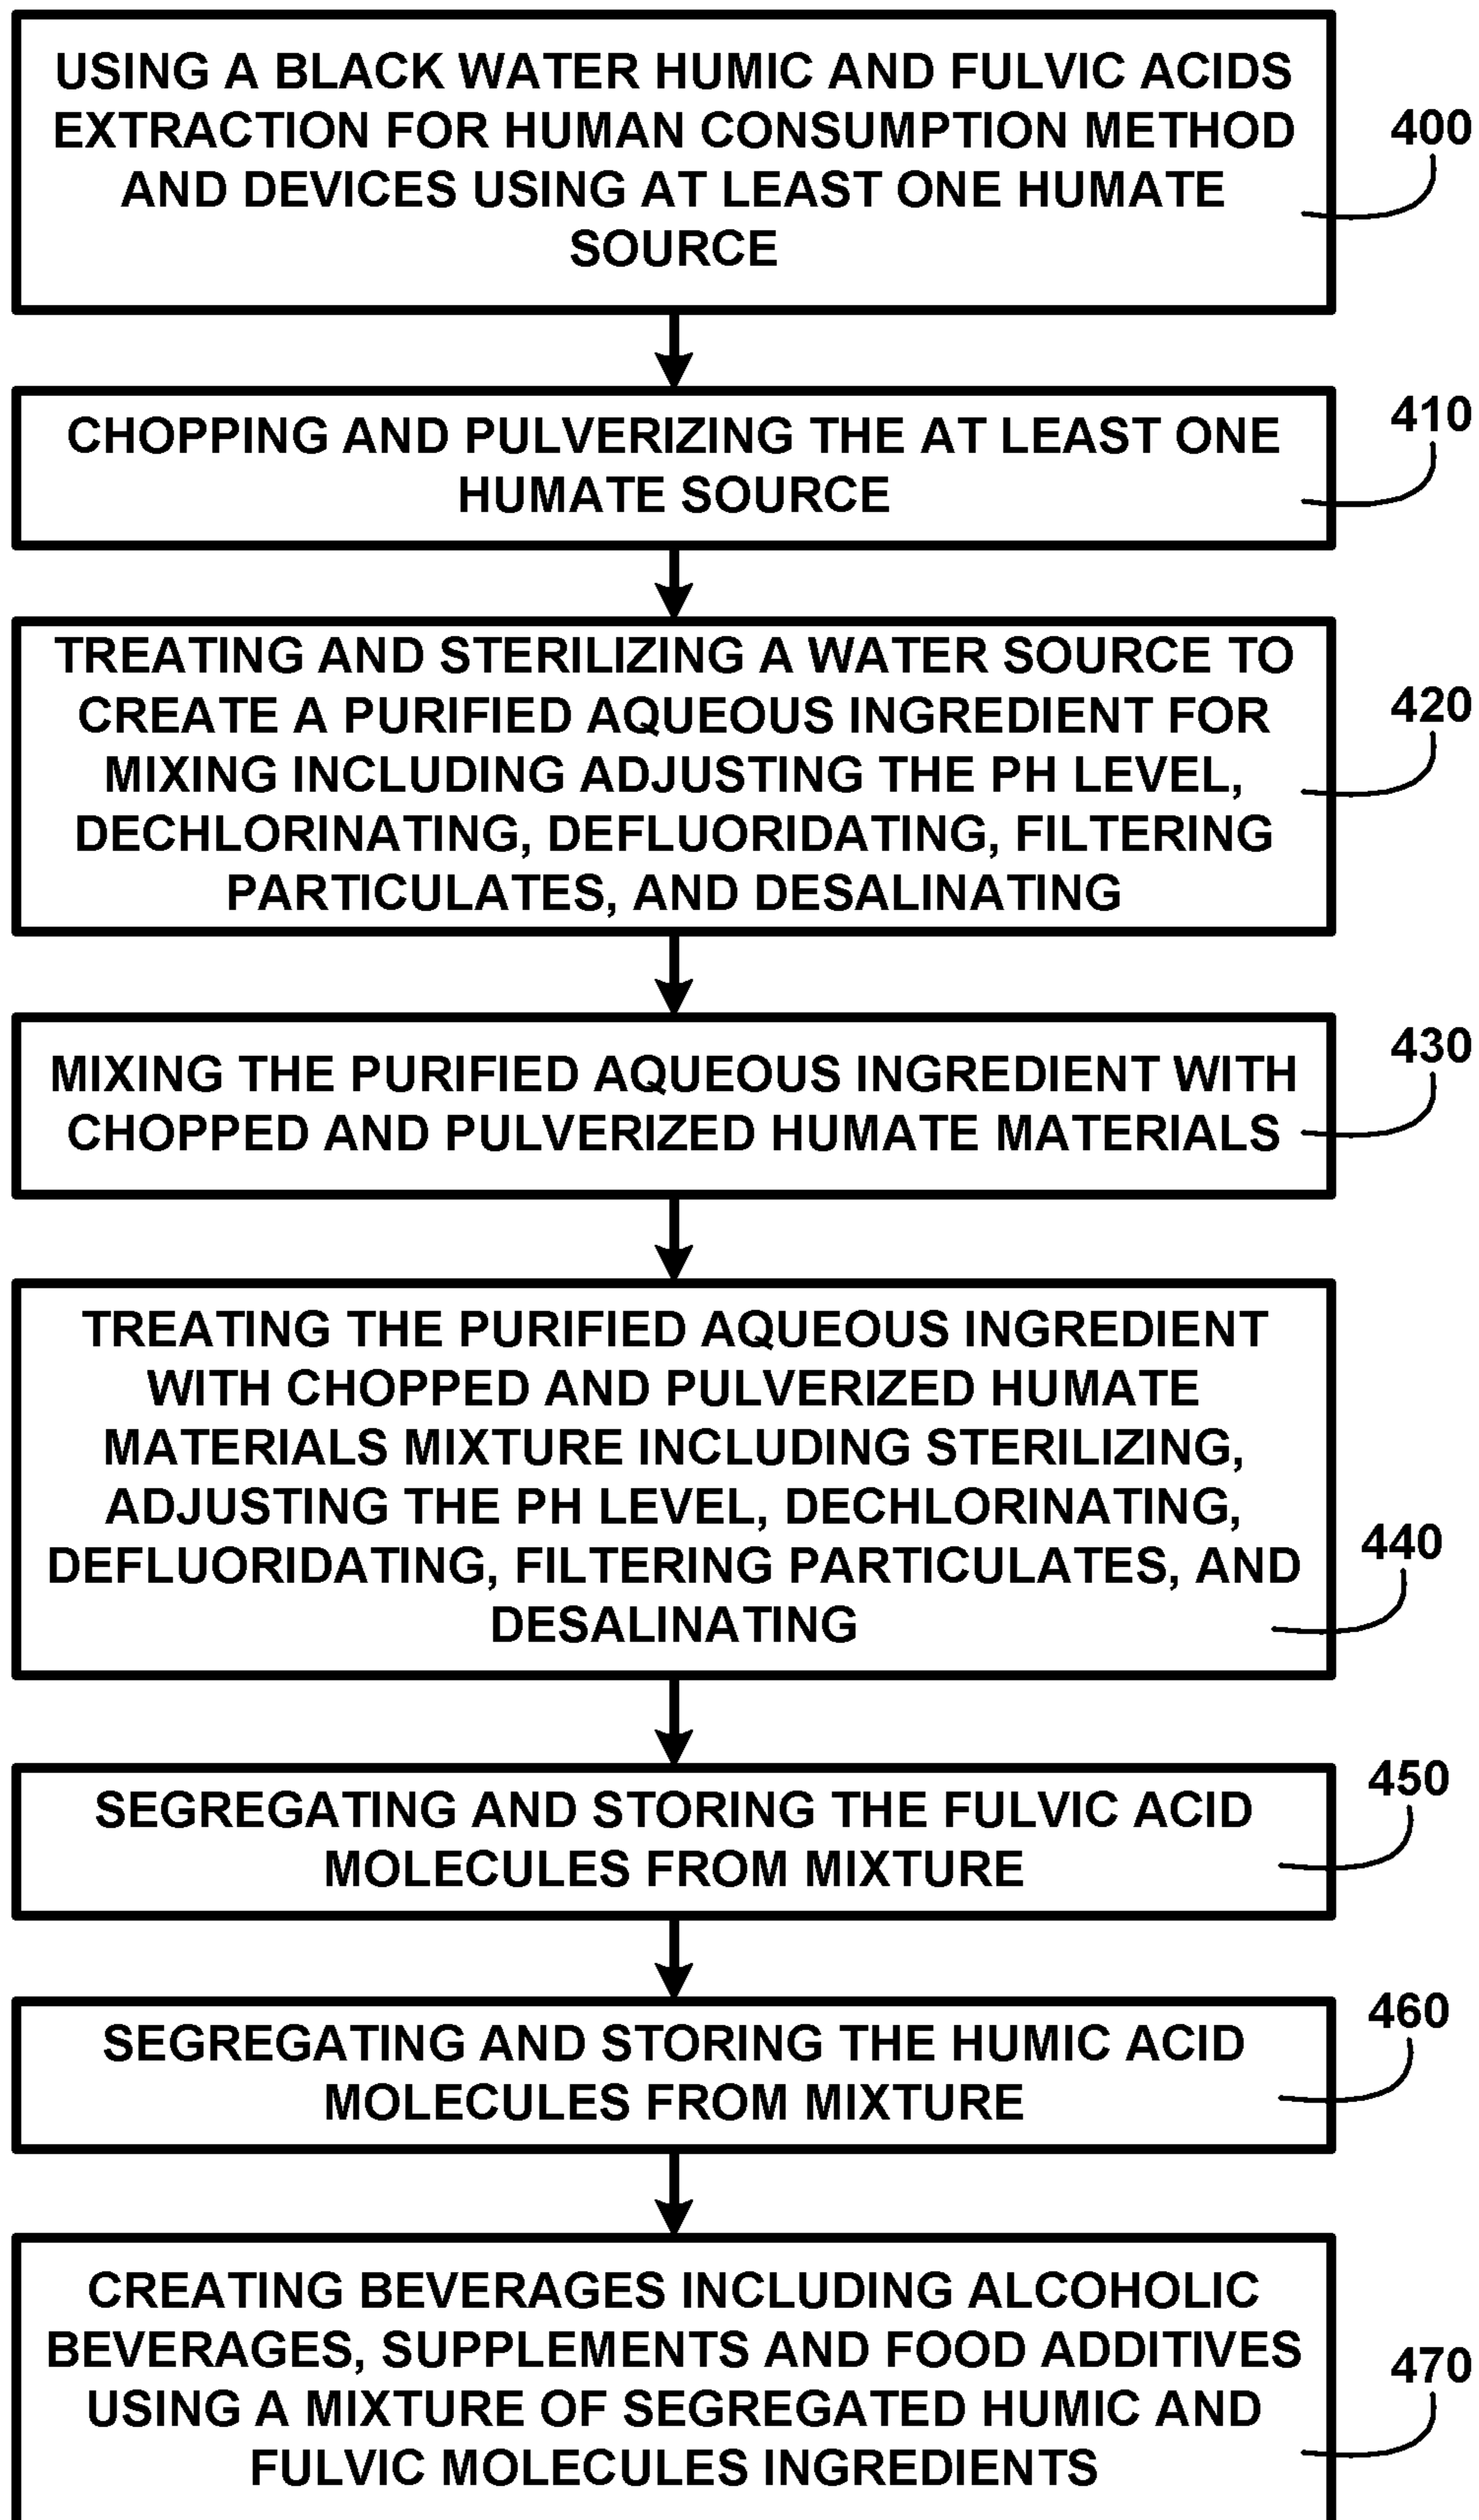 USING A BLACK WATER HUMIC AND FULVIC ACIDS
EXTRACTION FOR HUMAN CONSUMPTION METHOD
AND DEVICES USING AT LEAST ONE HUMATE
SOURCE
400
CHOPPING AND PULVERIZING THE AT LEAST ONE
HUMATE SOURCE
410
TREATING AND STERILIZING A WATER SOURCE TO
CREATE A PURIFIED AQUEOUS INGREDIENT FOR
MIXING INCLUDING ADJUSTING THE PH LEVEL,
DECHLORINATING, DEFLUORIDATING, FILTERING
PARTICULATES, AND DESALINATING
420
MIXING THE PURIFIED AQUEOUS INGREDIENT WITH
CHOPPED AND PULVERIZED HUMATE MATERIALS
430
TREATING THE PURIFIED AQUEOUS INGREDIENT
WITH CHOPPED AND PULVERIZED HUMATE
MATERIALS MIXTURE INCLUDING STERILIZING,
ADJUSTING THE PH LEVEL, DECHLORINATING,
DEFLUORIDATING, FILTERING PARTICULATES, AND
DESALINATING
440
SEGREGATING AND STORING THE FULVIC ACID
MOLECULES FROM MIXTURE
450
SEGREGATING AND STORING THE HUMIC ACID
MOLECULES FROM MIXTURE
460
CREATING BEVERAGES INCLUDING ALCOHOLIC
BEVERAGES, SUPPLEMENTS AND FOOD ADDITIVES
USING A MIXTURE OF SEGREGATED HUMIC AND
FULVIC MOLECULES INGREDIENTS
470